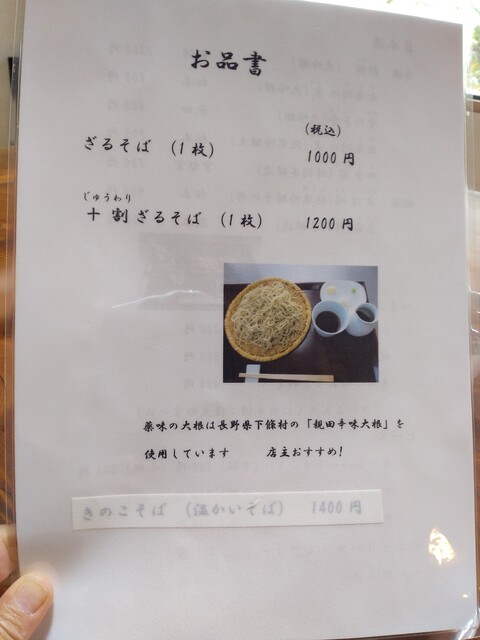 お品書
(税込)
ざるそば (1枚) 1000円
じゅうわり
十割ざるそば (1枚) 1200円
薬味の大根は長野県下條村の「親田辛味大根」を
使用しています 店主おすすめ!
きのこそば (温かいそば) 1400円